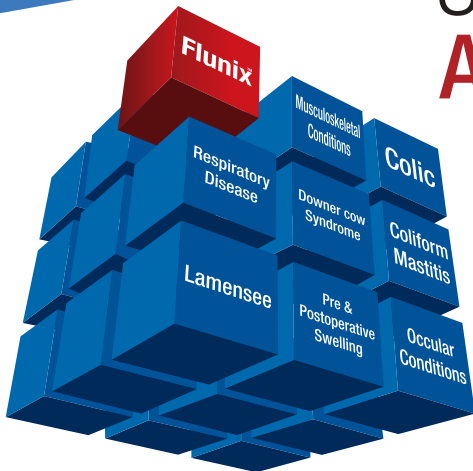 Flunix
Musculoskeletal
Conditions
Colic
Respiratory
Disease
Downer cow
Syndrome
Coliform
Mastitis
Lamensee
Pre &
Postoperative
Swelling
Occular
Conditions